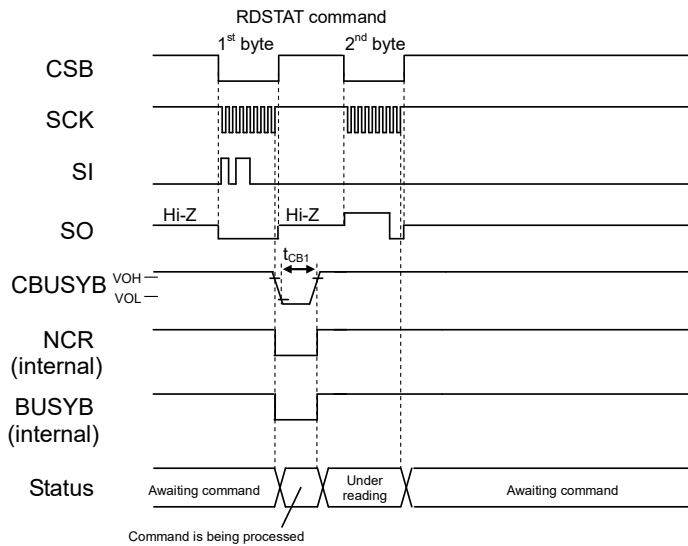 RDSTAT command
1st byte
2nd byte
CSB
SCK
SI
Hi-Z
Hi-Z
SO
tCB1
VOH
CBUSYB
VOL
NCR
(internal)
BUSYB
(internal)
Status
Awaiting command
Under
reading
Awaiting command
Command is being processed